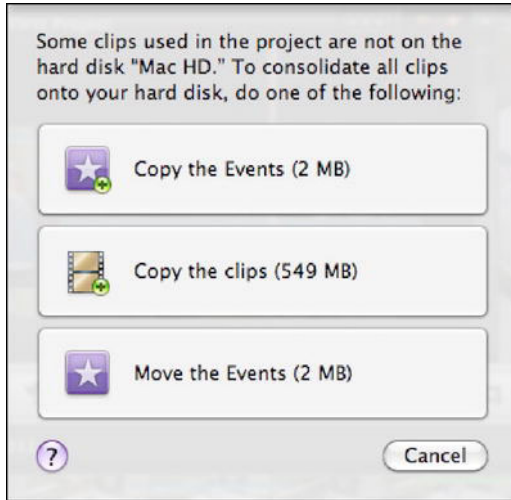 Some clips used in the project are not on the
hard disk "Mac HD." To consolidate all clips
onto your hard disk, do one of the following:
Copy the Events (2 MB)
Copy the clips (549 MB)
Move the Events (2 MB)
?
Cancel